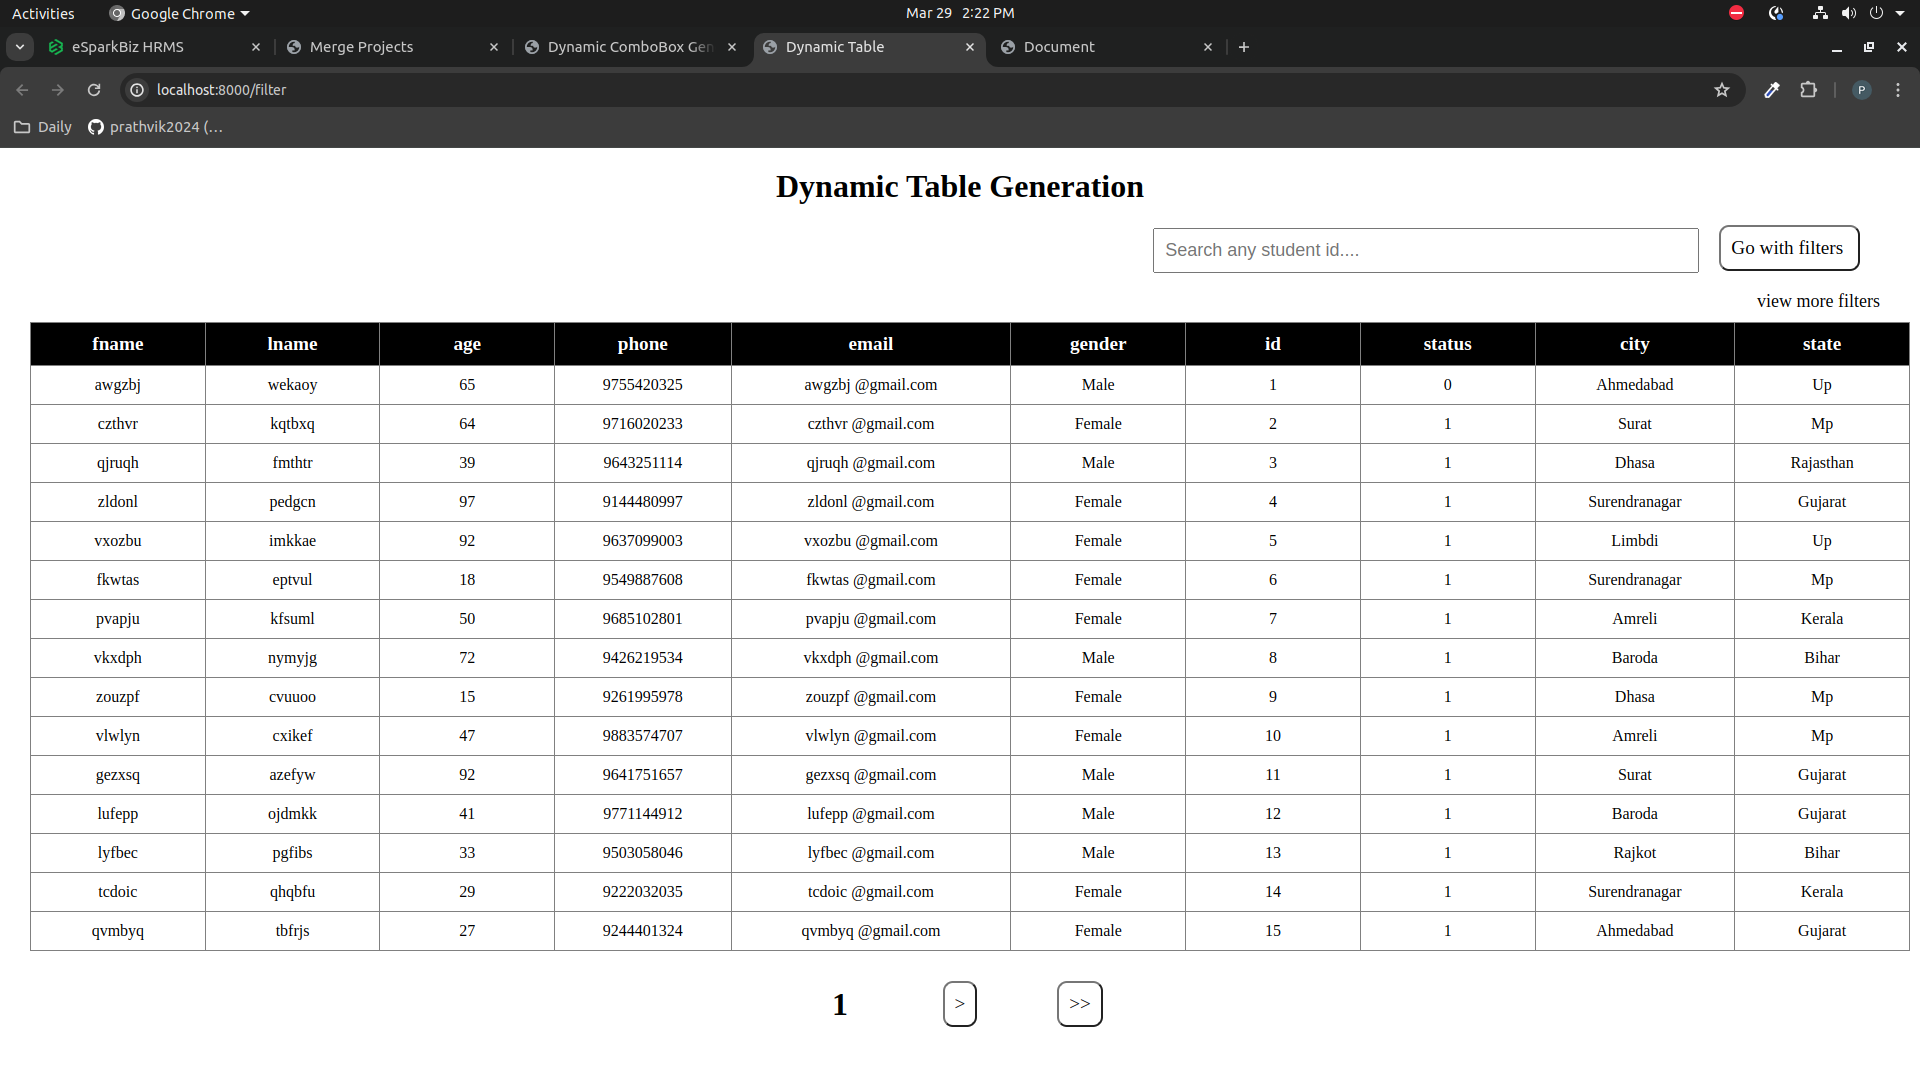 Activities Google Chrome Mar 29 2:22 PM
eSparkBiz HRMS Merge Projects Dynamic ComboBox Gen Dynamic Table Document
localhost:8000/filter P
Daily prathvik2024 (...
Dynamic Table Generation
Search any student id.... Go with filters
view more filters
fname lname age phone email gender id status city state
awgzbj wekaoy 65 9755420325 awgzbj @gmail.com Male 1 0 Ahmedabad Up
czthvr kqtbxq 64 9716020233 czthvr @gmail.com Female 2 1 Surat Mp
qjruqh fmthtr 39 9643251114 qjruqh @gmail.com Male 3 1 Dhasa Rajasthan
zldonl pedgcn 97 9144480997 zldonl @gmail.com Female 4 1 Surendranagar Gujarat
vxozbu imkkae 92 9637099003 vxozbu @gmail.com Female 5 1 Limbdi Up
fkwtas eptvul 18 9549887608 fkwtas @gmail.com Female 6 1 Surendranagar Mp
pvapju kfsuml 50 9685102801 pvapju @gmail.com Female 7 1 Amreli Kerala
vkxdph nymyjg 72 9426219534 vkxdph @gmail.com Male 8 1 Baroda Bihar
zouzpf cvuuoo 15 9261995978 zouzpf @gmail.com Female 9 1 Dhasa Mp
vlwlyn cxikef 47 9883574707 vlwlyn @gmail.com Female 10 1 Amreli Mp
gezxsq azefyw 92 9641751657 gezxsq @gmail.com Male 11 1 Surat Gujarat
lufepp ojdmkk 41 9771144912 lufepp @gmail.com Male 12 1 Baroda Gujarat
lyfbec pgfibs 33 9503058046 lyfbec @gmail.com Male 13 1 Rajkot Bihar
tcdoic qhqbfu 29 9222032035 tcdoic @gmail.com Female 14 1 Surendranagar Kerala
qvmbyq tbfrjs 27 9244401324 qvmbyq @gmail.com Female 15 1 Ahmedabad Gujarat
1 > >>